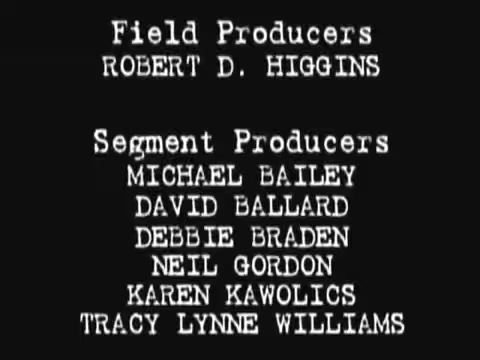 Field Producers
ROBERT D. HIGGINS
Segment Producers
MICHAEL BAILEY
DAVID BALLARD
DEBBIE BRADEN
NEIL GORDON
KAREN KAWOLICS
TRACY LYNNE WILLIAMS